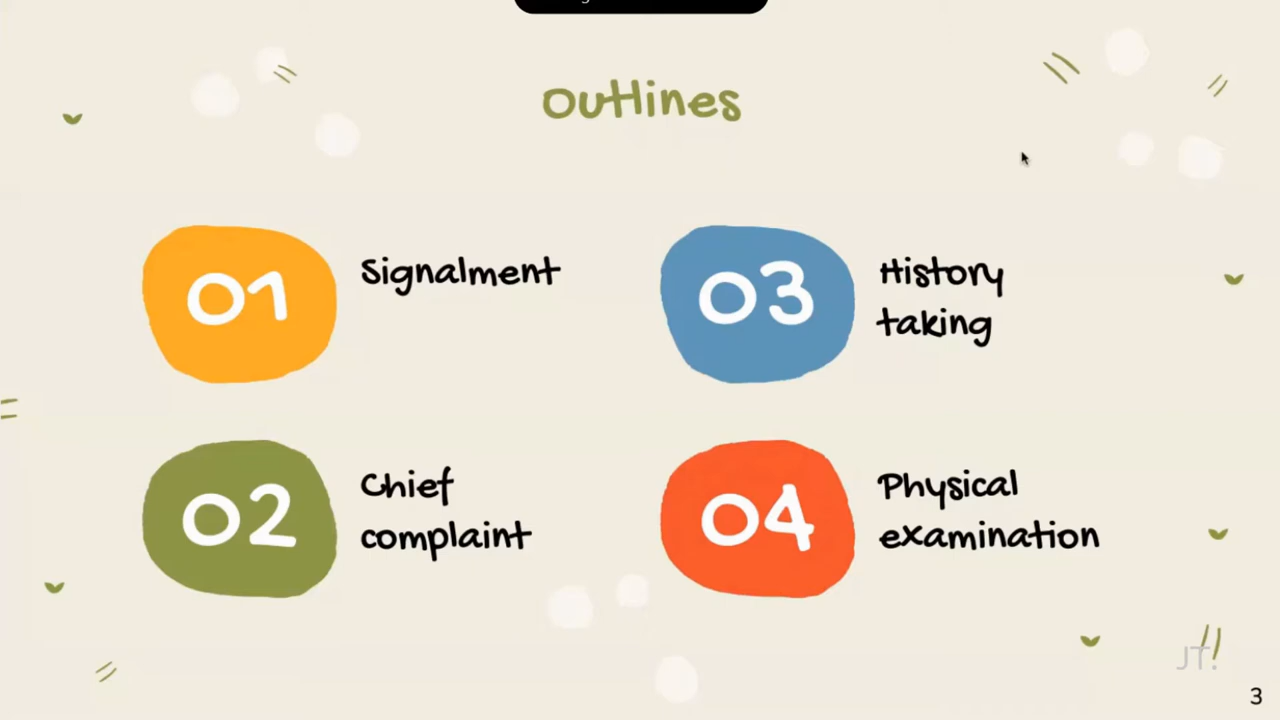 Outlines
01
Signalment
03
History
taking
02
Chief
complaint
04
Physical
examination
JT.
3